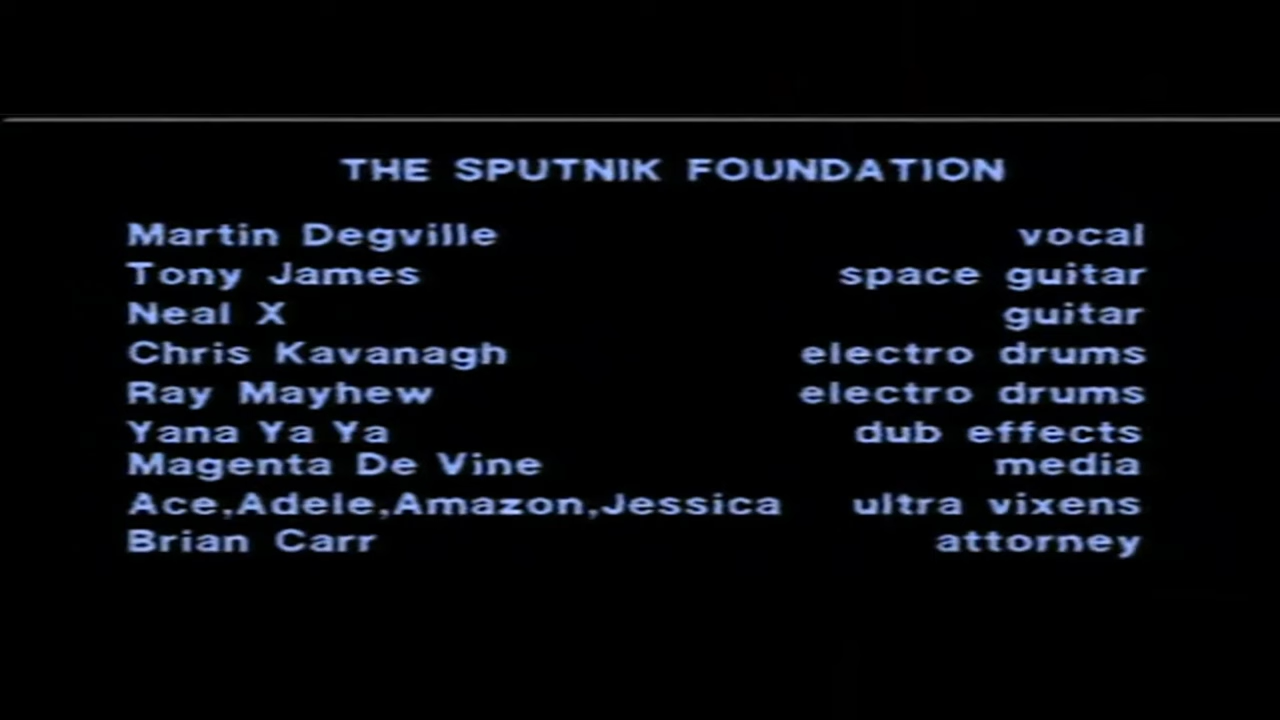 THE SPUTNIK FOUNDATION
Martin Degville vocal
Tony James space guitar
Neal X guitar
Chris Kavanagh electro drums
Ray Mayhew electro drums
Yana Ya Ya dub effects
Magenta De Vine media
Ace,Adele,Amazon,Jessica ultra vixens
Brian Carr attorney